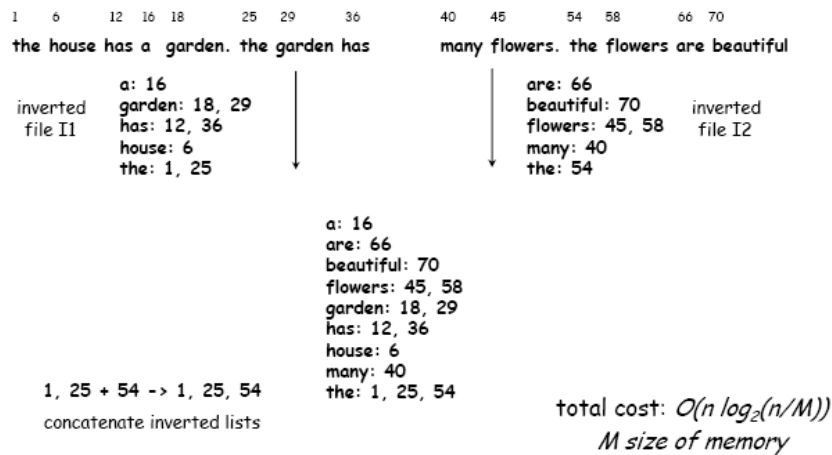 1 6 12 16 18 25 29 36 40 45 54 58 66 70
the house has a garden. the garden has many flowers. the flowers are beautiful
inverted
file I1
a: 16
garden: 18, 29
has: 12, 36
house: 6
the: 1, 25
are: 66
beautiful: 70
flowers: 45, 58
many: 40
the: 54
inverted
file I2
a: 16
are: 66
beautiful: 70
flowers: 45, 58
garden: 18, 29
has: 12, 36
house: 6
many: 40
the: 1, 25, 54
1, 25 + 54 -> 1, 25, 54
concatenate inverted lists
total cost: O(n log₂(n/M))
M size of memory